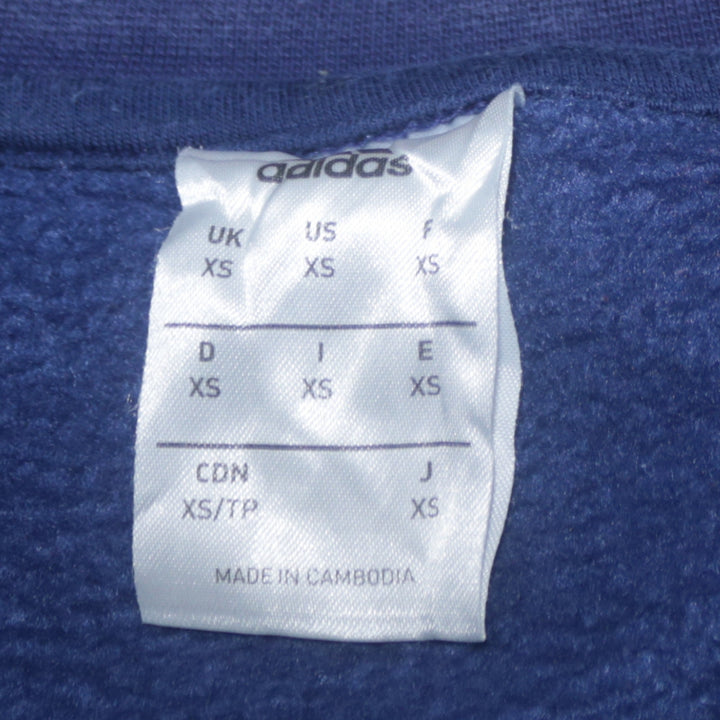 adidas
UK US F
XS XS XS
D I E
XS XS XS
CDN J
XS/TP XS
MADE IN CAMBODIA